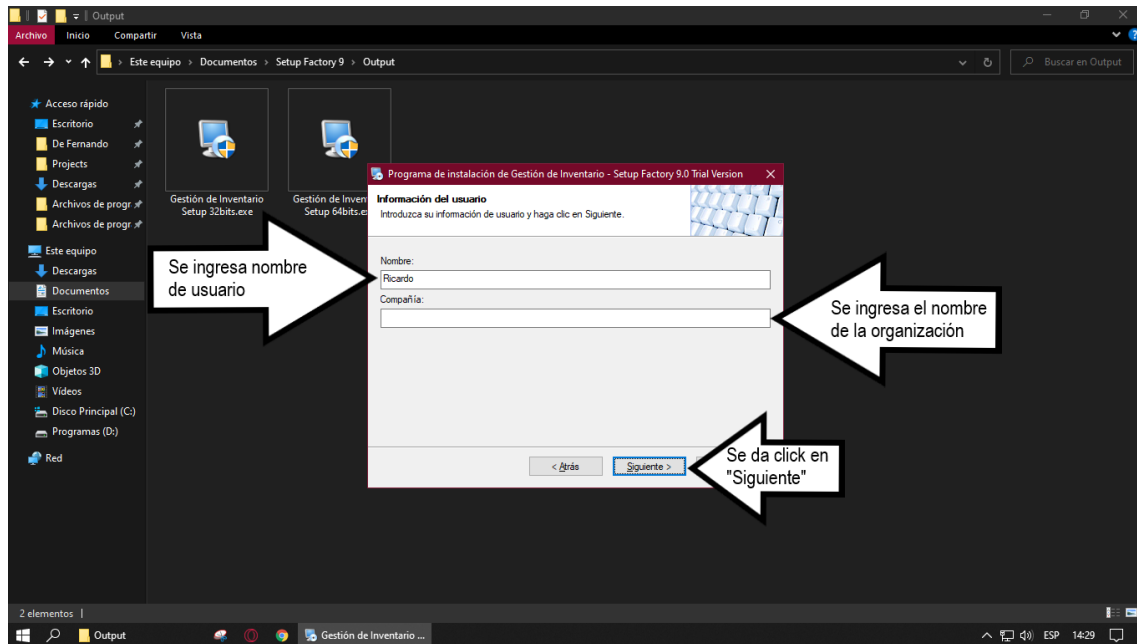 Output
Archivo Inicio Compartir Vista
Este equipo > Documentos > Setup Factory 9 > Output
Buscar en Output
Acceso rápido
Escritorio
De Fernando
Projects
Descargas
Archivos de progr
Archivos de progr
Este equipo
Descargas
Documentos
Escritorio
Imágenes
Música
Objetos 3D
Vídeos
Disco Principal (C:)
Programas (D:)
Red
Gestión de Inventario
Setup 32bits.exe
Gestión de Inven
Setup 64bits.e
Programa de instalación de Gestión de Inventario - Setup Factory 9.0 Trial Version
Información del usuario
Introduzca su información de usuario y haga clic en Siguiente.
Nombre:
Ricardo
Compañía:
< Atrás
Siguiente >
Se ingresa nombre
de usuario
Se ingresa el nombre
de la organización
Se da click en
"Siguiente"
2 elementos
Output
Gestión de Inventario ...
ESP
14:29